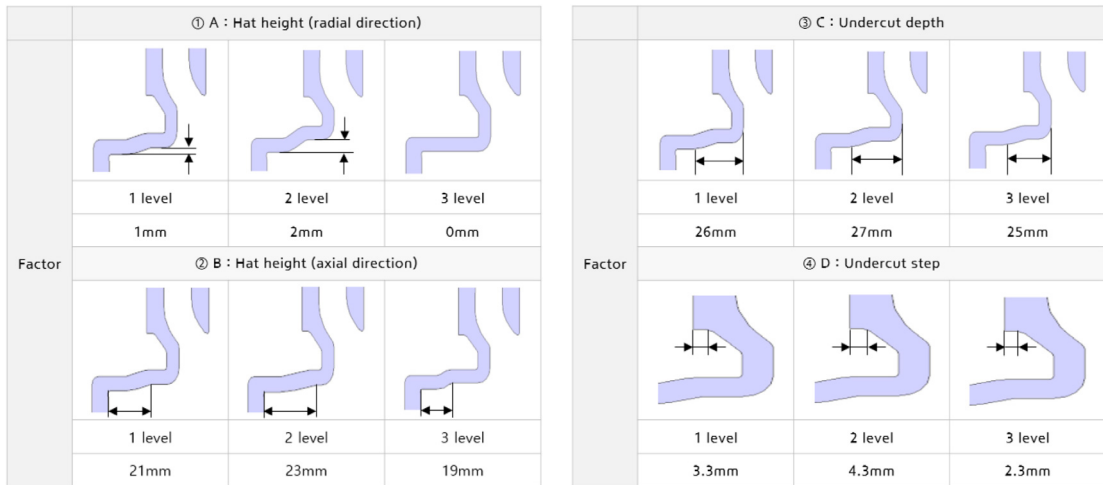 ① A : Hat height (radial direction)
1 level 2 level 3 level
1mm 2mm 0mm
Factor
② B : Hat height (axial direction)
1 level 2 level 3 level
21mm 23mm 19mm
③ C : Undercut depth
1 level 2 level 3 level
26mm 27mm 25mm
Factor
④ D : Undercut step
1 level 2 level 3 level
3.3mm 4.3mm 2.3mm